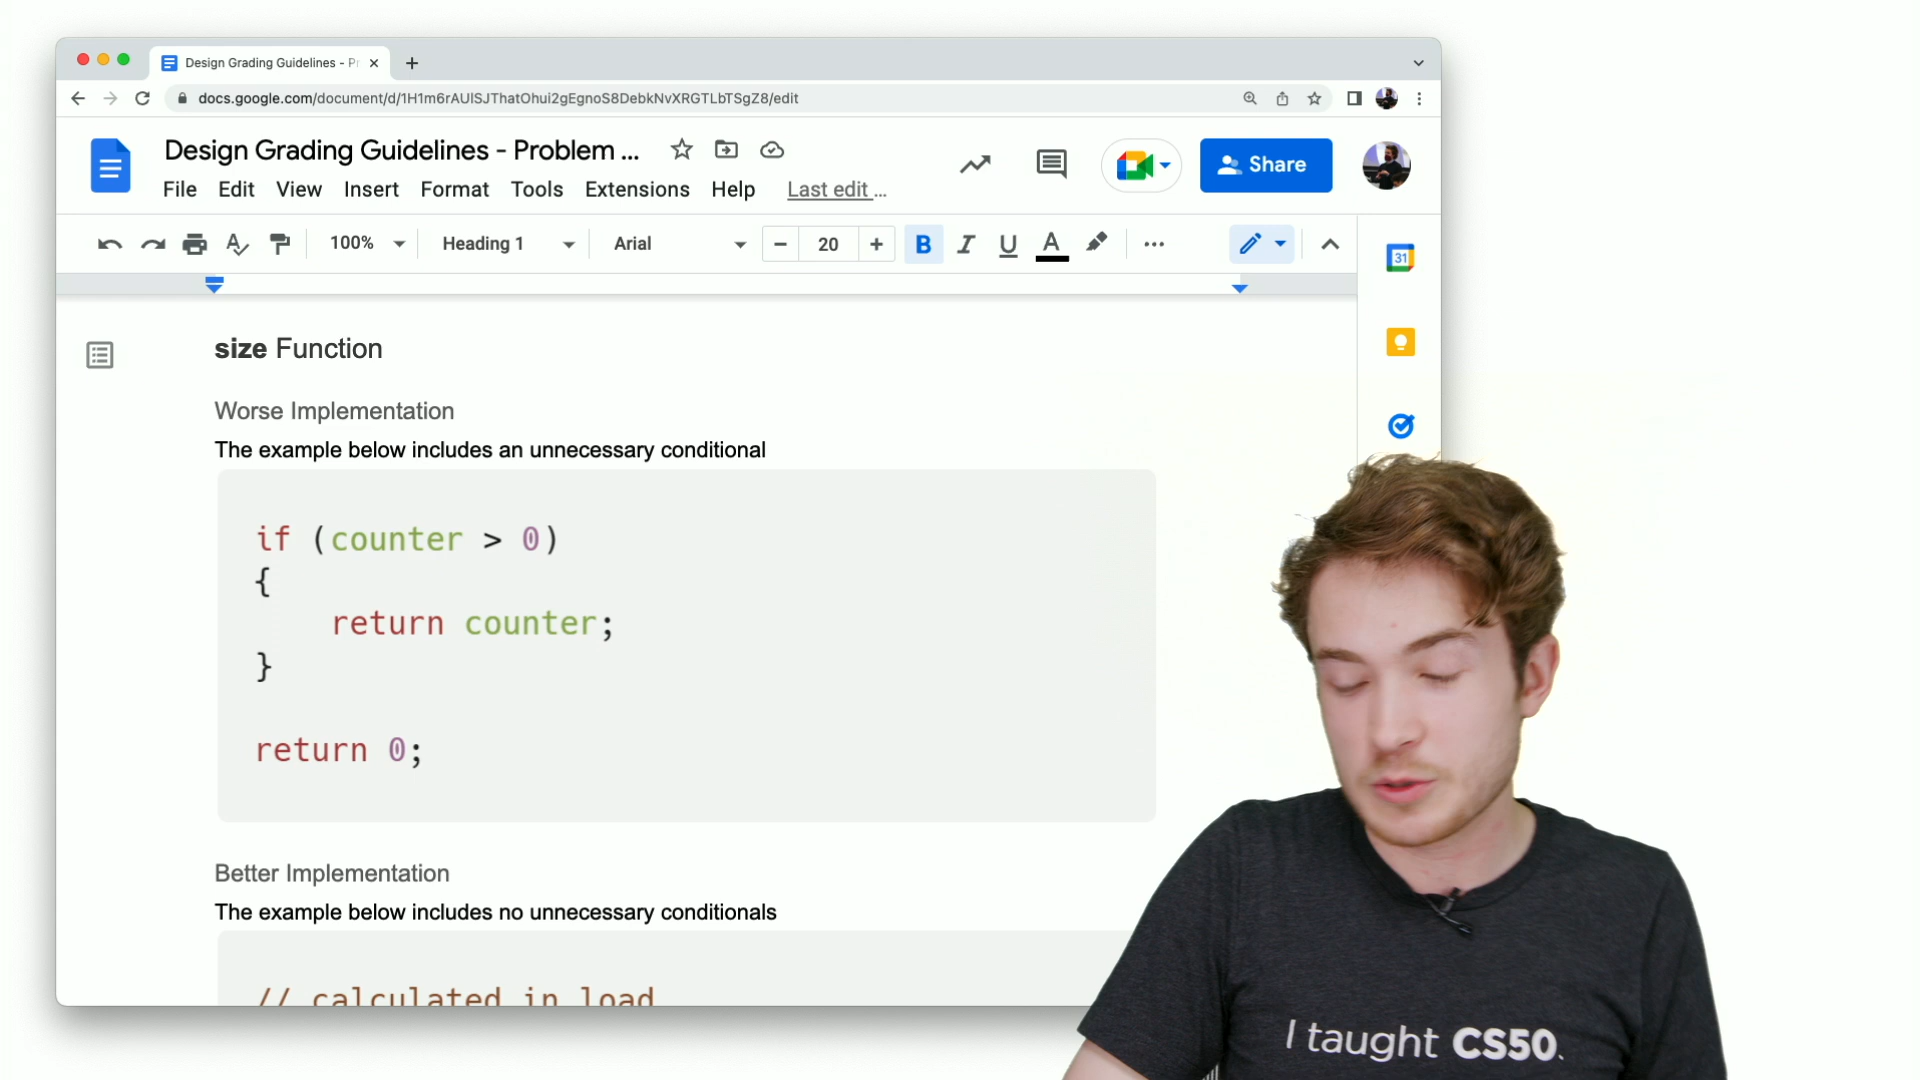 Design Grading Guidelines - Pr
docs.google.com/document/d/1H1m6rAUlSJThatOhui2gEgnoS8DebkNvXRGTLbTSgZ8/edit
Design Grading Guidelines - Problem ...
File Edit View Insert Format Tools Extensions Help Last edit ...
Share
100% Heading 1 Arial - 20 + B I U A
31
size Function
Worse Implementation
The example below includes an unnecessary conditional
if (counter > 0)
{
    return counter;
}
return 0;
Better Implementation
The example below includes no unnecessary conditionals
// calculated in load
I taught CS50.